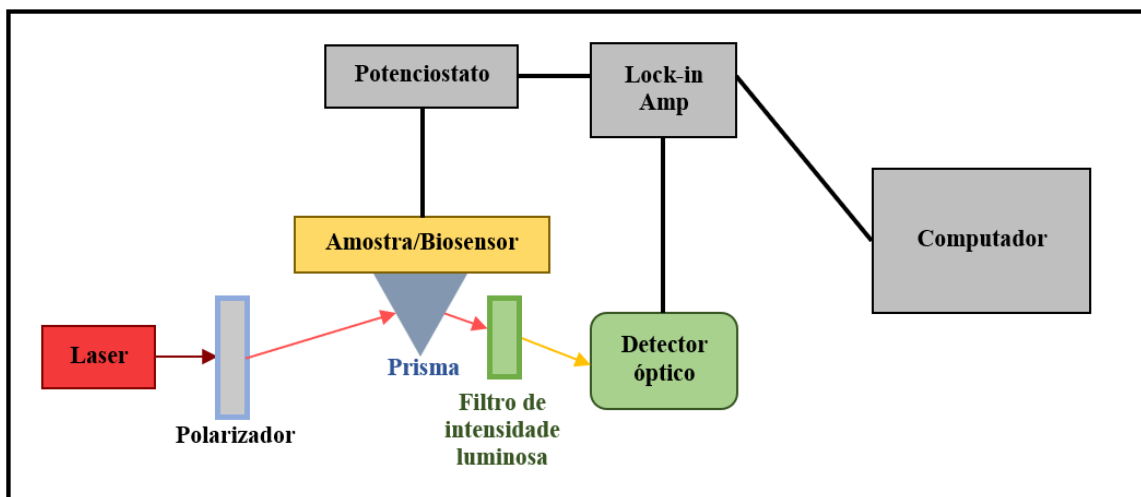 Potenciostato
Lock-in
Amp
Amostra/Biosensor
Computador
Laser
Prisma
Detector
óptico
Polarizador
Filtro de
intensidade
luminosa